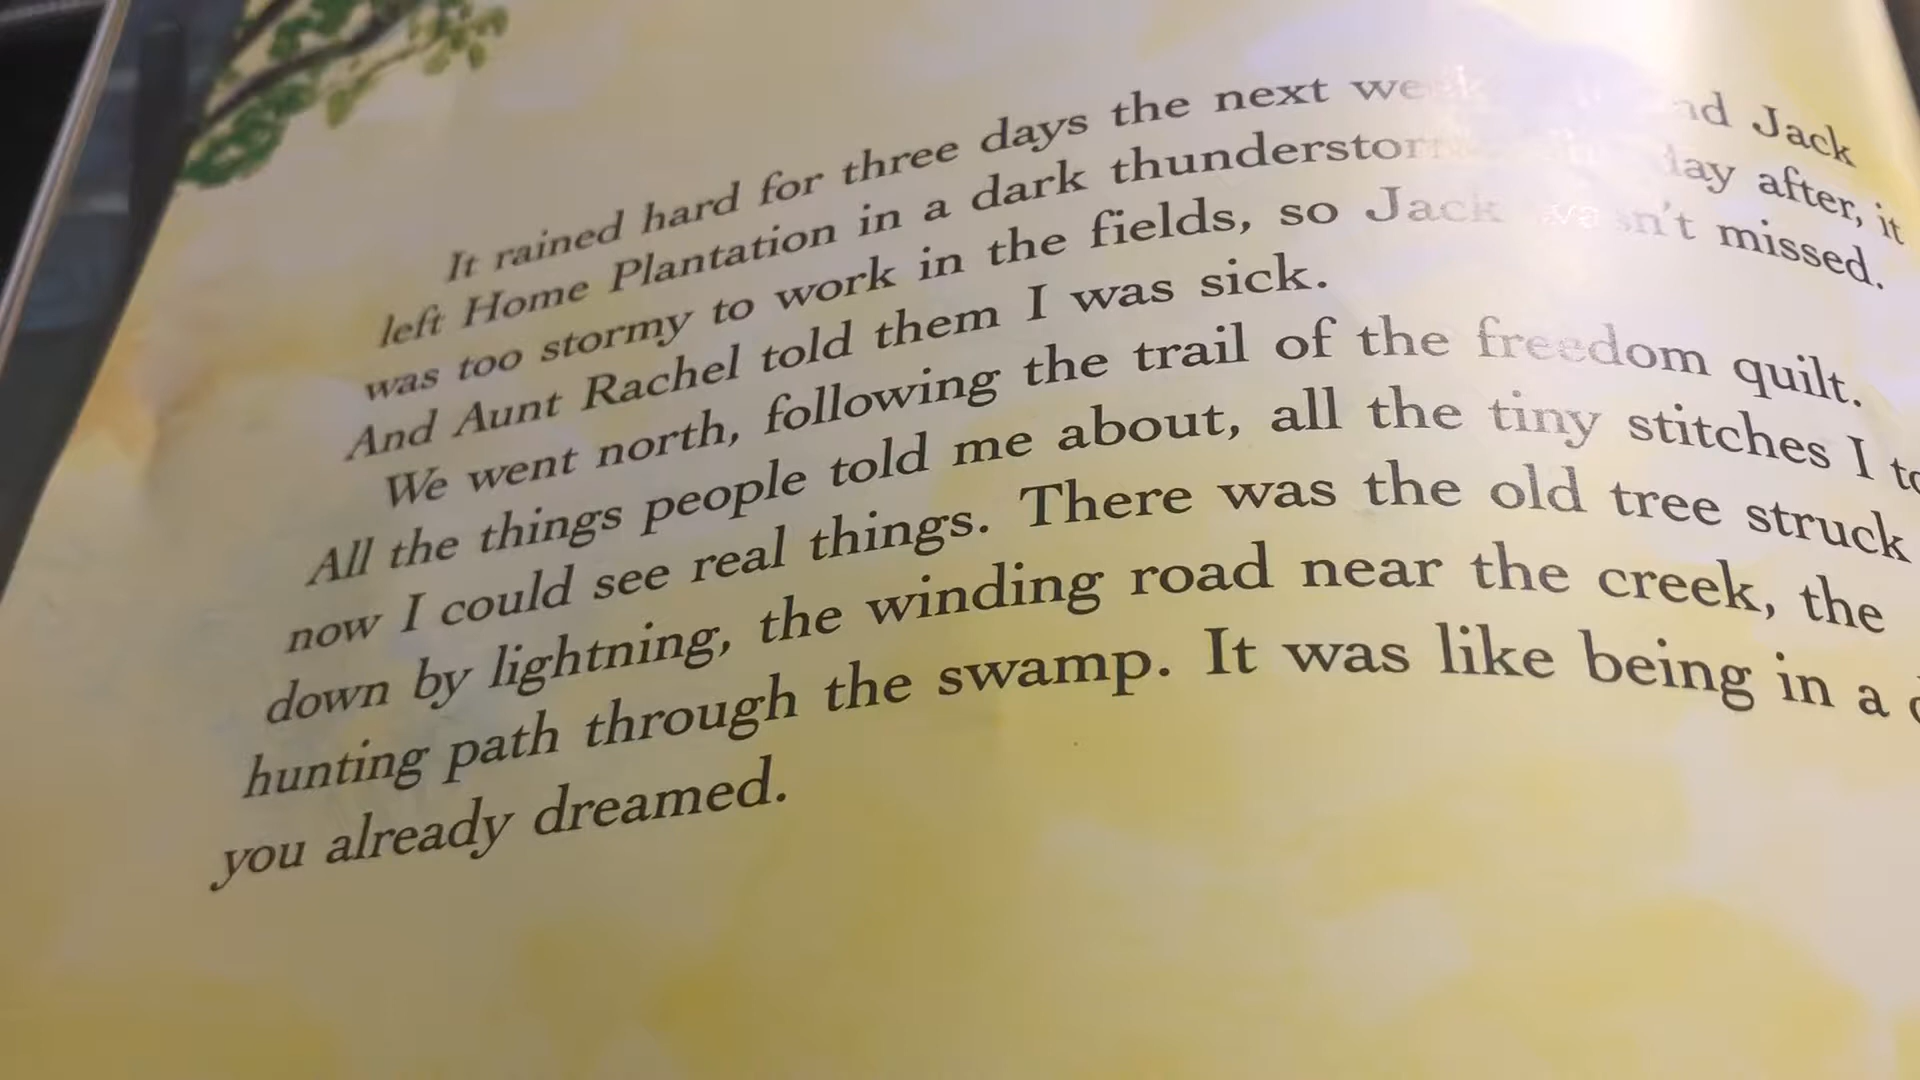 It rained hard for three days the next week nd Jack
left Home Plantation in a dark thunderstorm day after, it
was too stormy to work in the fields, so Jack wasn't missed.
And Aunt Rachel told them I was sick.
We went north, following the trail of the freedom quilt.
All the things people told me about, all the tiny stitches I to
now I could see real things. There was the old tree struck
down by lightning, the winding road near the creek, the
hunting path through the swamp. It was like being in a
you already dreamed.